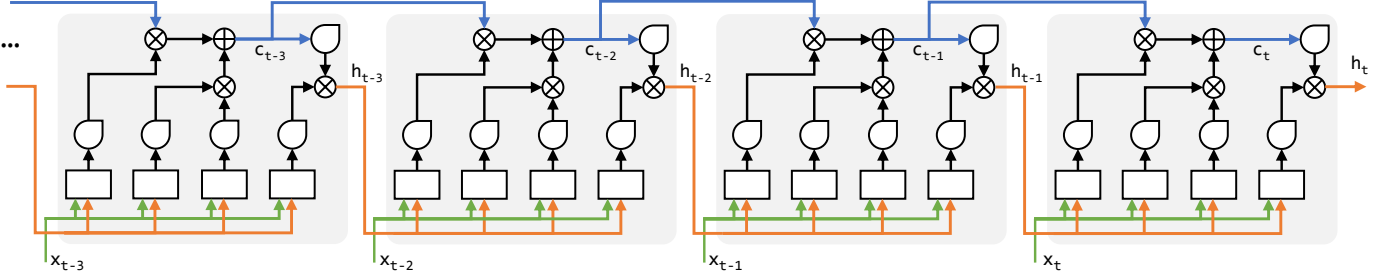 ...
c_{t-3}
c_{t-2}
c_{t-1}
c_t
h_{t-3}
h_{t-2}
h_{t-1}
h_t
x_{t-3}
x_{t-2}
x_{t-1}
x_t